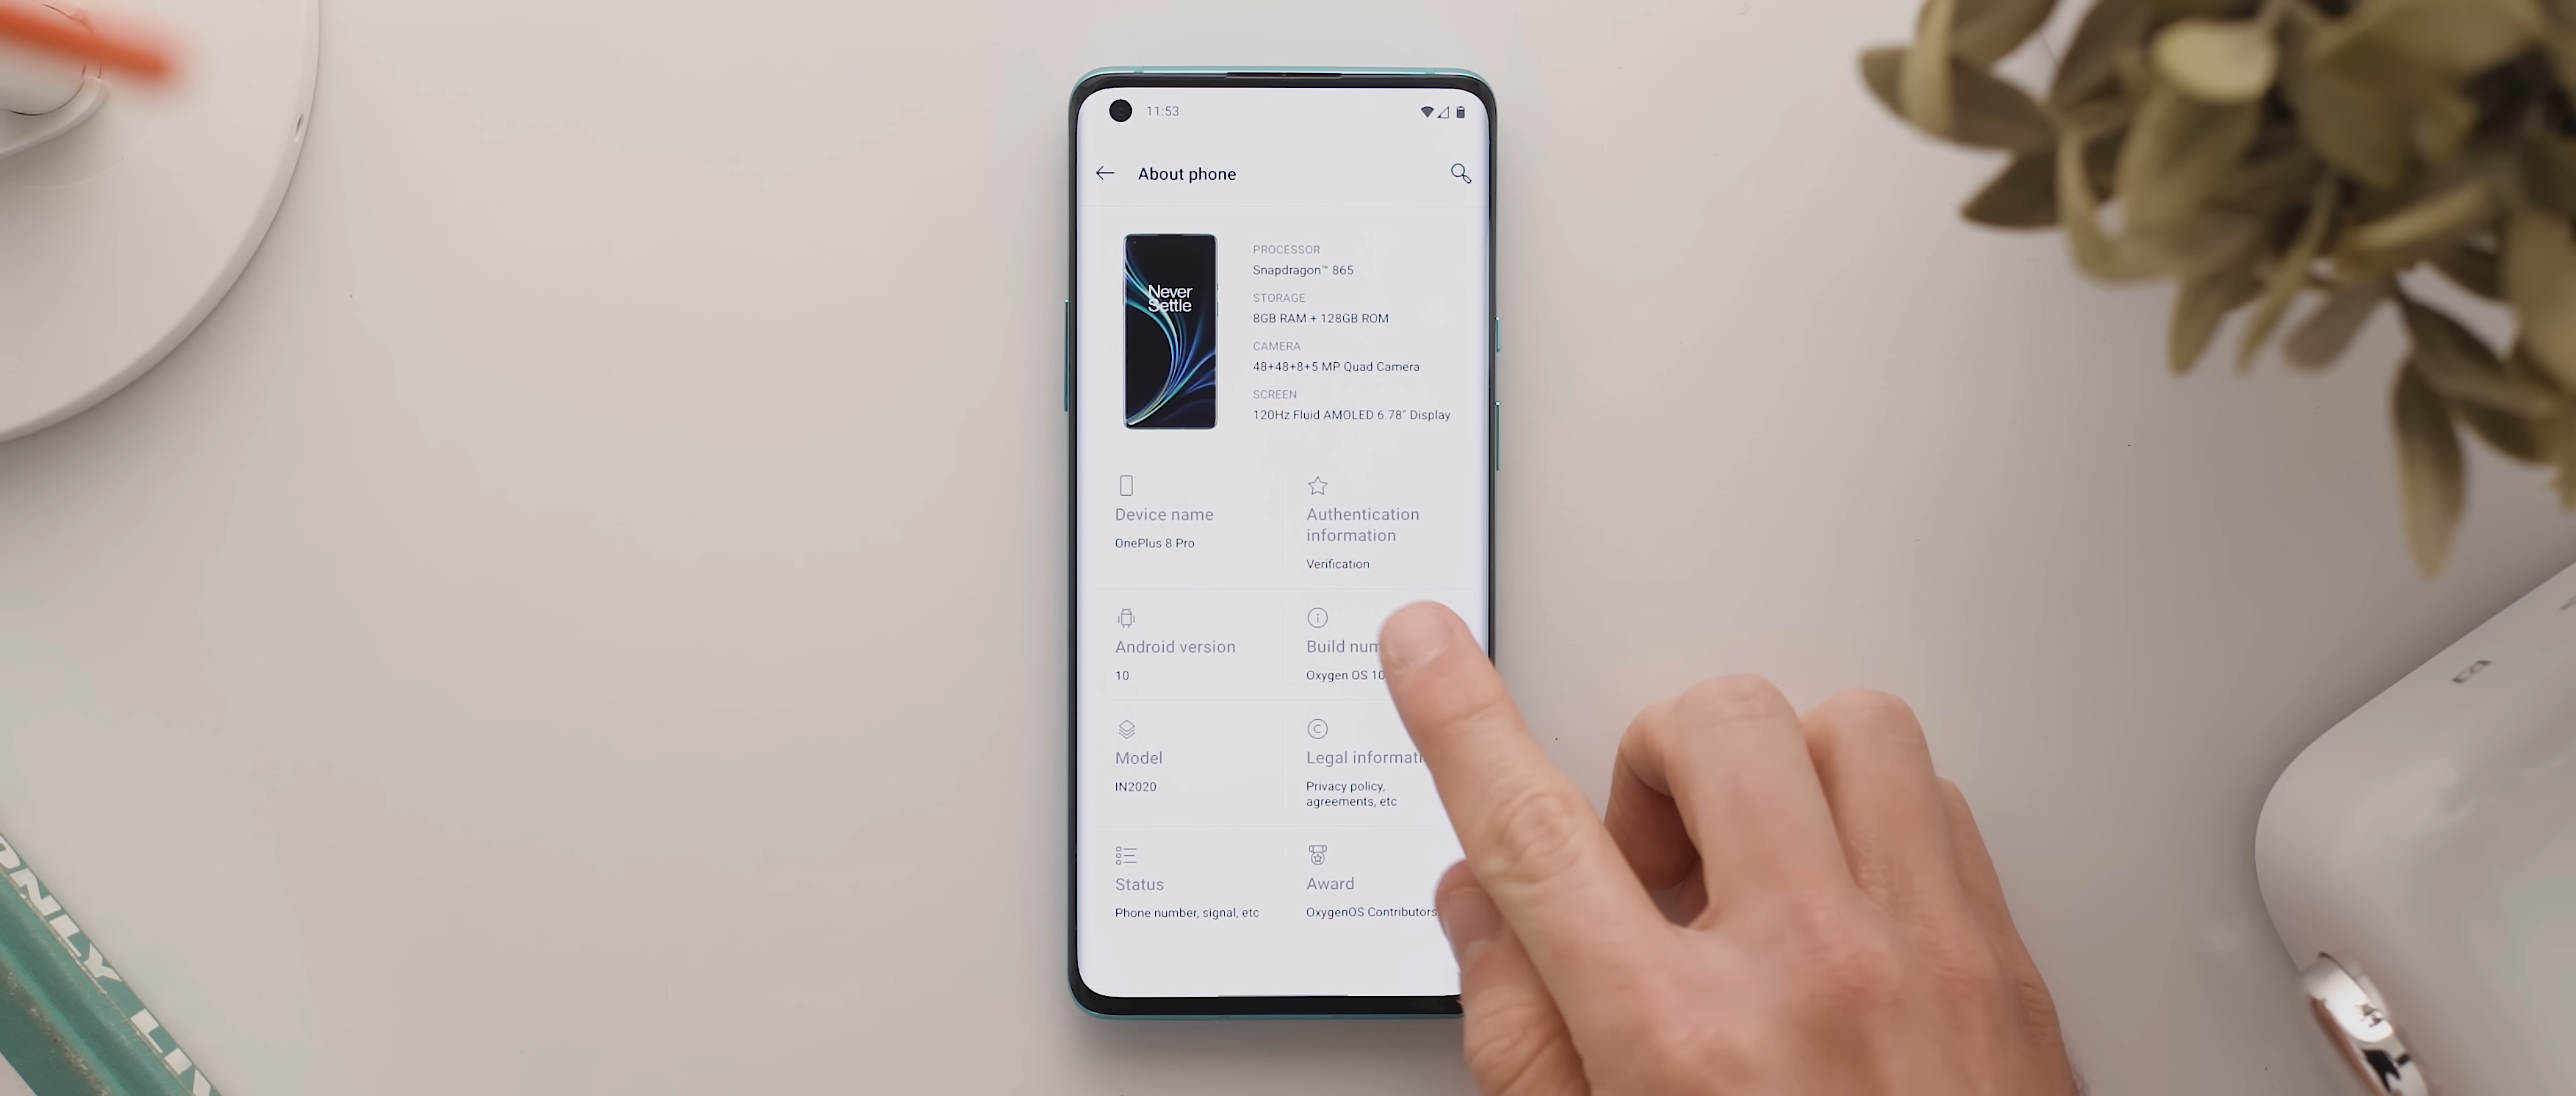 11:53
About phone
Never
Settle
PROCESSOR
Snapdragon™ 865
STORAGE
8GB RAM + 128GB ROM
CAMERA
48+48+8+5 MP Quad Camera
SCREEN
120Hz Fluid AMOLED 6.78" Display
Device name
OnePlus 8 Pro
Authentication
information
Verification
Android version
10
Build num
Oxygen OS 10
Model
IN2020
Legal informati
Privacy policy,
agreements, etc
Status
Phone number, signal, etc
Award
OxygenOS Contributors
ONLY